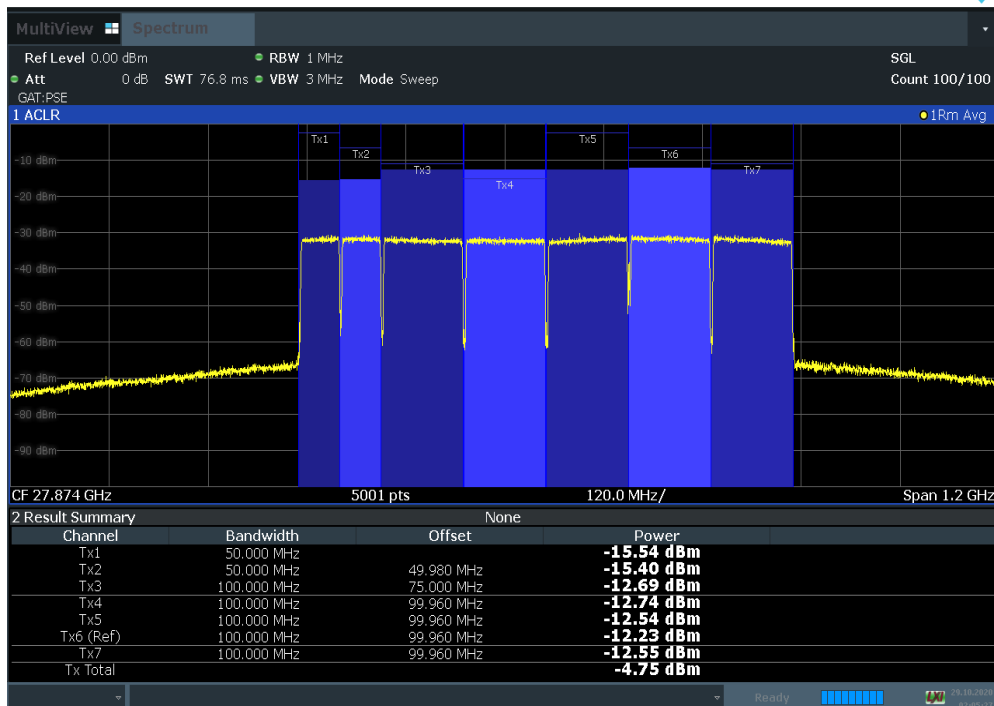 MultiView Spectrum
Ref Level 0.00 dBm RBW 1 MHz SGL
Att 0 dB SWT 76.8 ms VBW 3 MHz Mode Sweep Count 100/100
GAT:PSE
1 ACLR 1Rm Avg
Tx1 Tx5
Tx2 Tx6
-10 dBm
Tx3 Tx7
Tx4
-20 dBm
-30 dBm
-40 dBm
-50 dBm
-60 dBm
-70 dBm
-80 dBm
-90 dBm
CF 27.874 GHz 5001 pts 120.0 MHz/ Span 1.2 GHz
2 Result Summary None
Channel Bandwidth Offset Power
Tx1 50.000 MHz -15.54 dBm
Tx2 50.000 MHz 49.980 MHz -15.40 dBm
Tx3 100.000 MHz 75.000 MHz -12.69 dBm
Tx4 100.000 MHz 99.960 MHz -12.74 dBm
Tx5 100.000 MHz 99.960 MHz -12.54 dBm
Tx6 (Ref) 100.000 MHz 99.960 MHz -12.23 dBm
Tx7 100.000 MHz 99.960 MHz -12.55 dBm
Tx Total -4.75 dBm
Ready LXI 29.10.2020